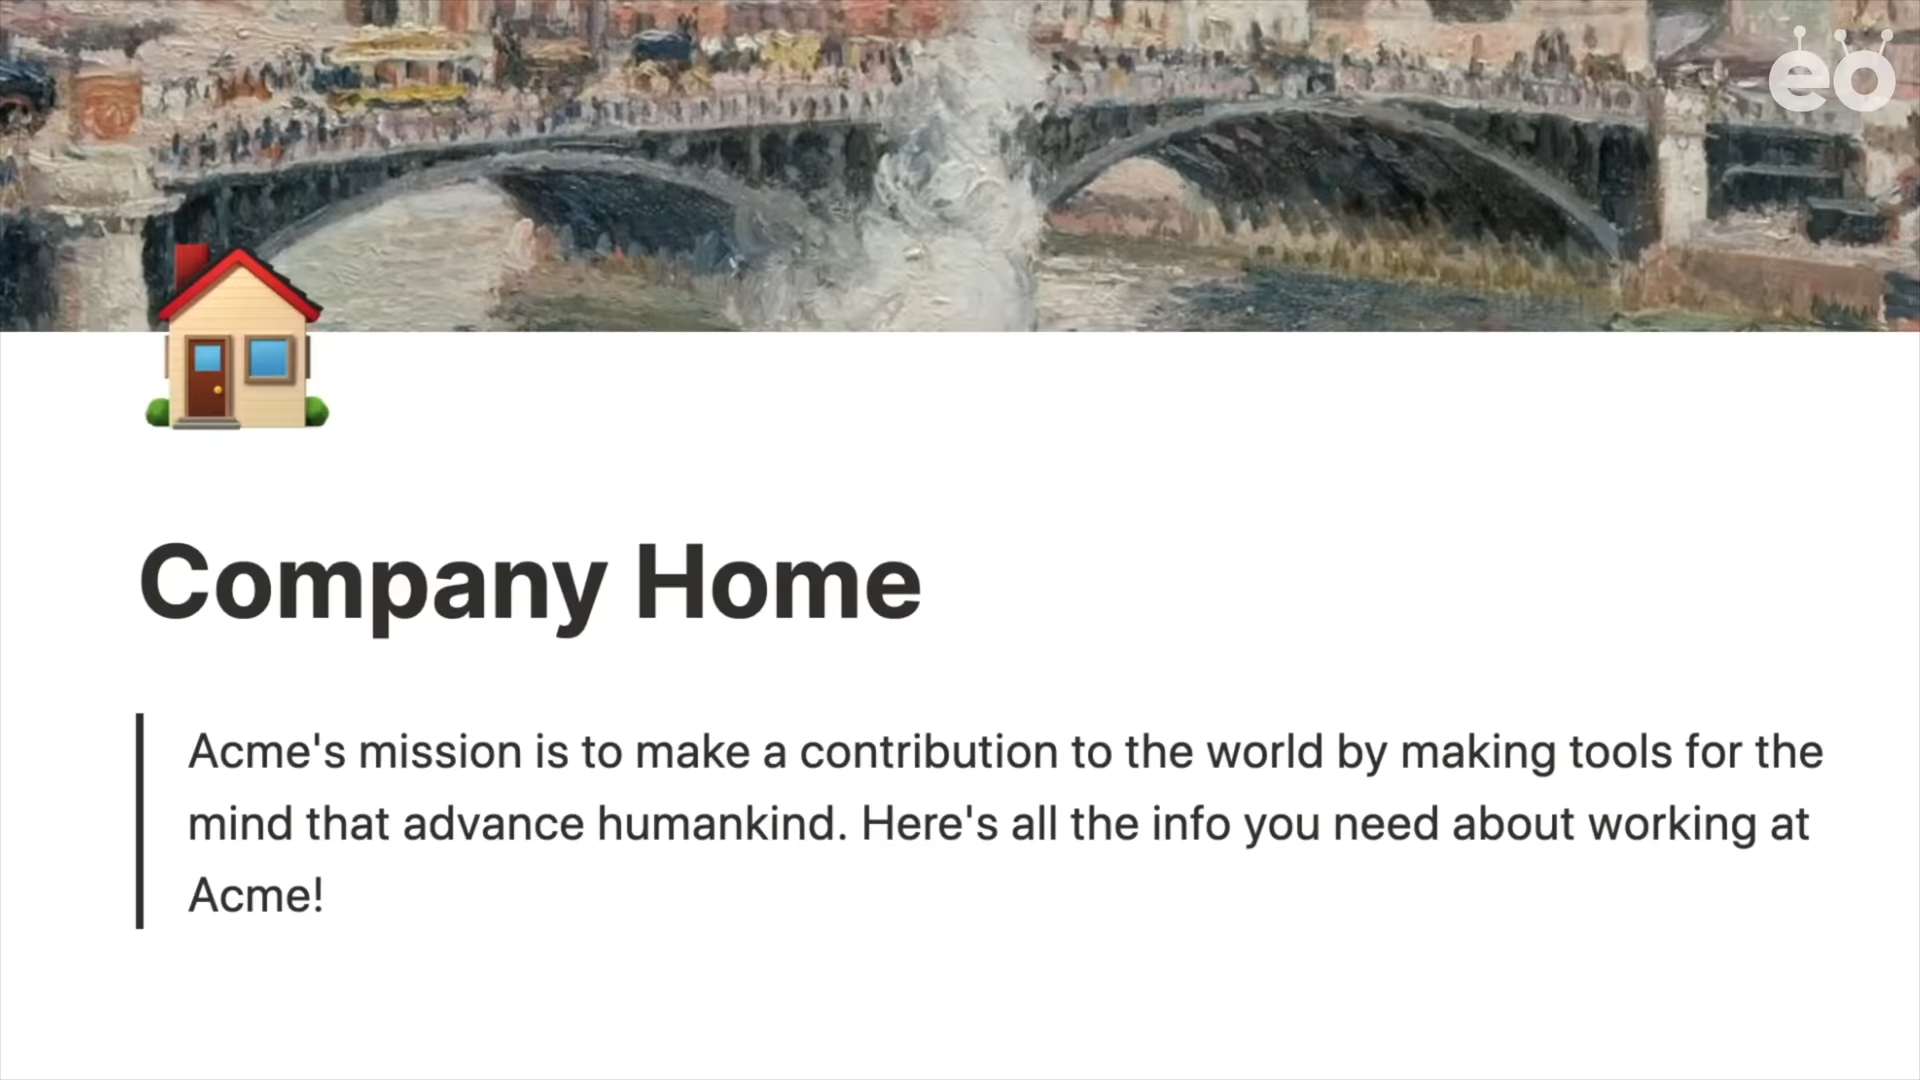 eo
Company Home
Acme's mission is to make a contribution to the world by making tools for the
mind that advance humankind. Here's all the info you need about working at
Acme!